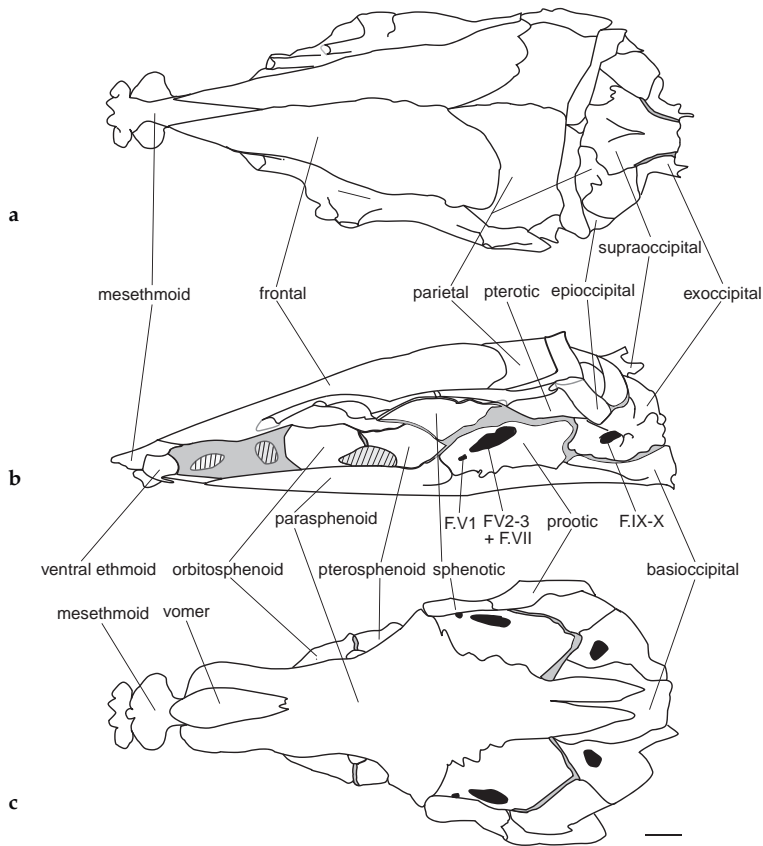 a
supraoccipital
mesethmoid frontal parietal pterotic epioccipital exoccipital
b
parasphenoid F.V1 FV2-3 + F.VII prootic F.IX-X
ventral ethmoid orbitosphenoid pterosphenoid sphenotic basioccipital
mesethmoid vomer
c